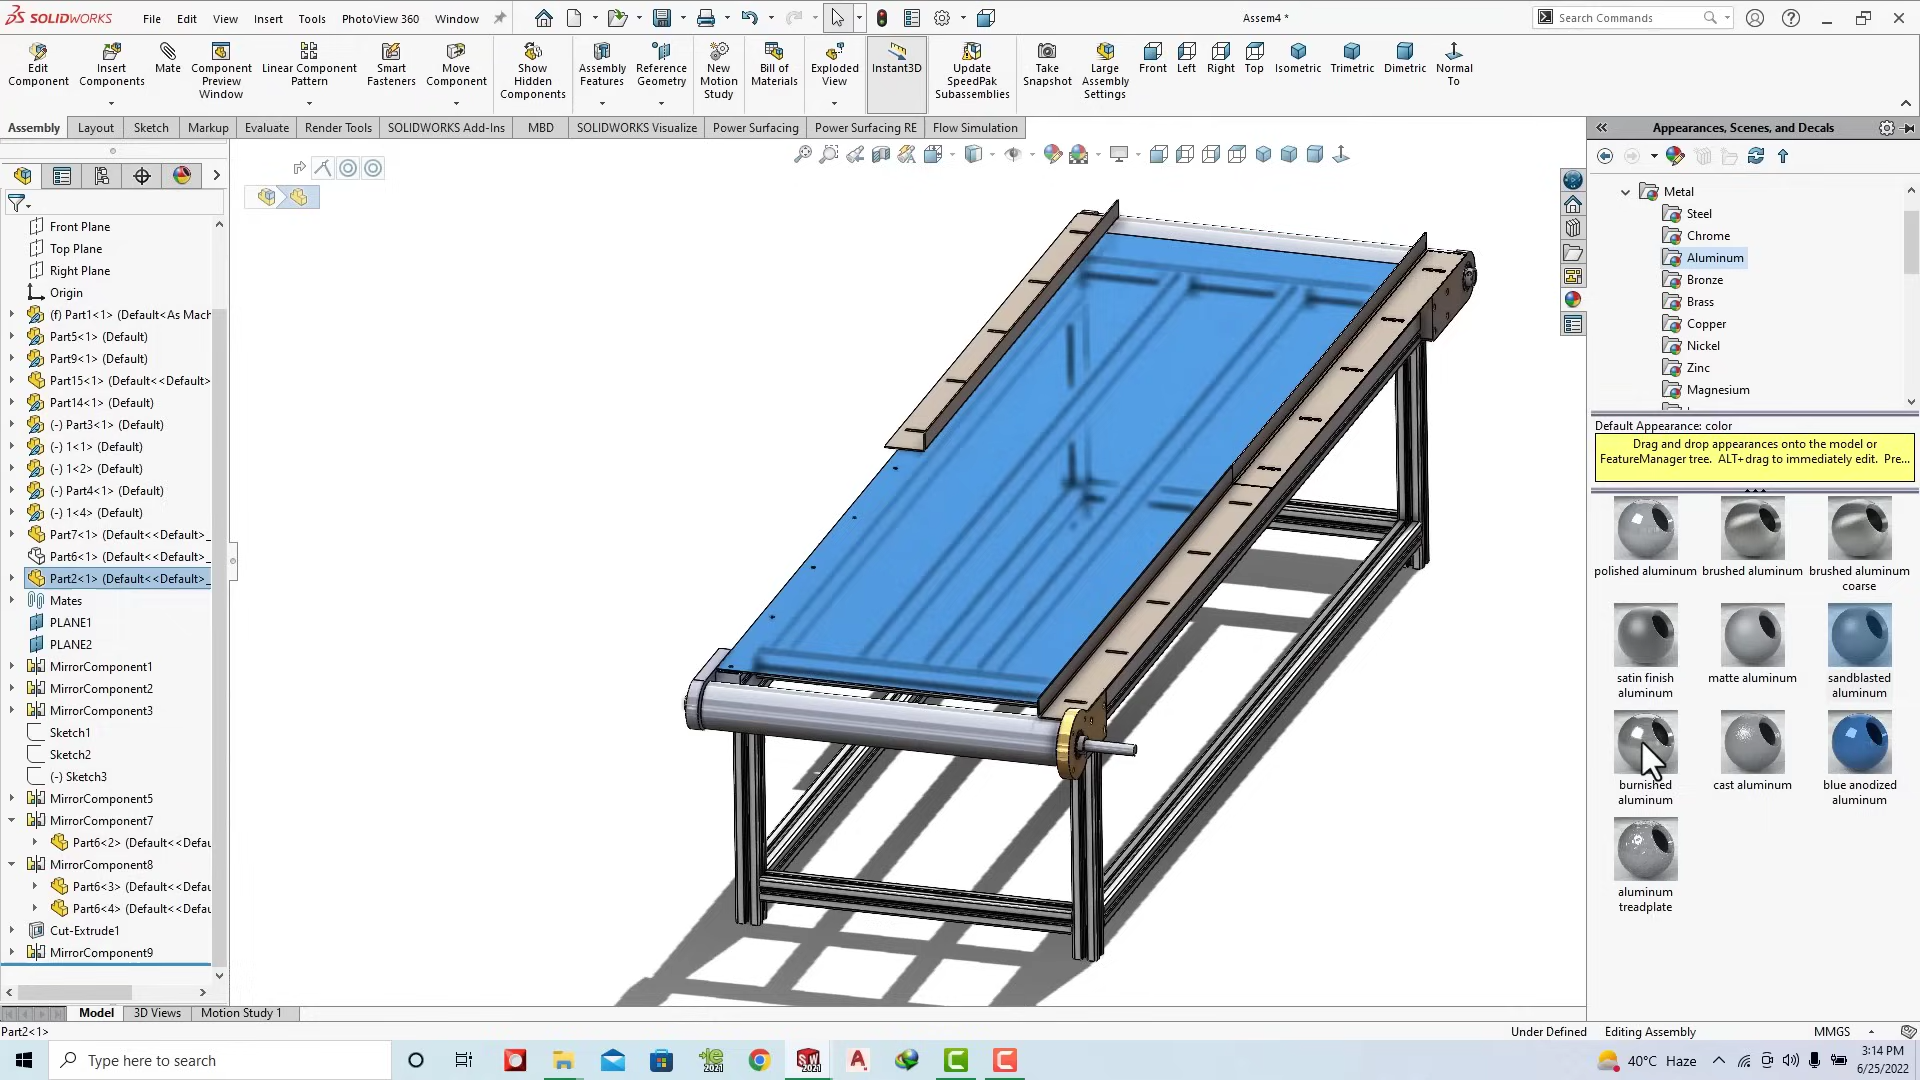 SOLIDWORKS
File
Edit
View
Insert
Tools
PhotoView 360
Window
Assem4 *
Search Commands
Edit
Component
Insert
Components
Mate
Component
Preview
Window
Linear Component
Pattern
Smart
Fasteners
Move
Component
Show
Hidden
Components
Assembly
Features
Reference
Geometry
New
Motion
Study
Bill of
Materials
Exploded
View
Instant3D
Update
SpeedPak
Subassemblies
Take
Snapshot
Large
Assembly
Settings
Front
Left
Right
Top
Isometric
Trimetric
Dimetric
Normal
To
Assembly
Layout
Sketch
Markup
Evaluate
Render Tools
SOLIDWORKS Add-Ins
MBD
SOLIDWORKS Visualize
Power Surfacing
Power Surfacing RE
Flow Simulation
Front Plane
Top Plane
Right Plane
Origin
(f) Part1<1> (Default<As Mach
Part5<1> (Default)
Part9<1> (Default)
Part15<1> (Default<<Default>
Part14<1> (Default)
(-) Part3<1> (Default)
(-) 1<1> (Default)
(-) 1<2> (Default)
(-) Part4<1> (Default)
(-) 1<4> (Default)
Part7<1> (Default<<Default>_
Part6<1> (Default<<Default>_
Part2<1> (Default<<Default>_
Mates
PLANE1
PLANE2
MirrorComponent1
MirrorComponent2
MirrorComponent3
Sketch1
Sketch2
(-) Sketch3
MirrorComponent5
MirrorComponent7
Part6<2> (Default<<Defau
MirrorComponent8
Part6<3> (Default<<Defau
Part6<4> (Default<<Defau
Cut-Extrude1
MirrorComponent9
Appearances, Scenes, and Decals
Metal
Steel
Chrome
Aluminum
Bronze
Brass
Copper
Nickel
Zinc
Magnesium
Default Appearance: color
Drag and drop appearances onto the model or
FeatureManager tree. ALT+drag to immediately edit. Pre...
polished aluminum
brushed aluminum
brushed aluminum
coarse
satin finish
aluminum
matte aluminum
sandblasted
aluminum
burnished
aluminum
cast aluminum
blue anodized
aluminum
aluminum
treadplate
Model
3D Views
Motion Study 1
Part2<1>
Under Defined
Editing Assembly
MMGS
Type here to search
40°C Haze
3:14 PM
6/25/2022